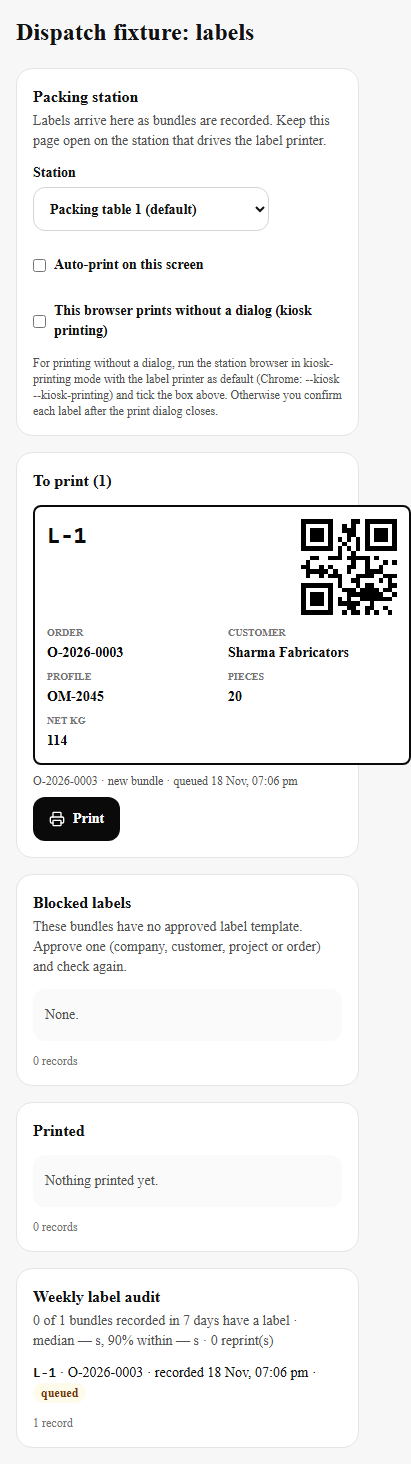 Dispatch fixture: labels
Packing station
Labels arrive here as bundles are recorded. Keep this
page open on the station that drives the label printer.
Station
Packing table 1 (default)
Auto-print on this screen
This browser prints without a dialog (kiosk
printing)
For printing without a dialog, run the station browser in kiosk-
printing mode with the label printer as default (Chrome: --kiosk
--kiosk-printing) and tick the box above. Otherwise you confirm
each label after the print dialog closes.
To print (1)
L-1
ORDER
CUSTOMER
O-2026-0003
Sharma Fabricators
PROFILE
PIECES
OM-2045
20
NET KG
114
O-2026-0003 · new bundle · queued 18 Nov, 07:06 pm
Print
Blocked labels
These bundles have no approved label template.
Approve one (company, customer, project or order)
and check again.
None.
0 records
Printed
Nothing printed yet.
0 records
Weekly label audit
0 of 1 bundles recorded in 7 days have a label ·
median — s, 90% within — s · 0 reprint(s)
L-1 · O-2026-0003 · recorded 18 Nov, 07:06 pm ·
queued
1 record